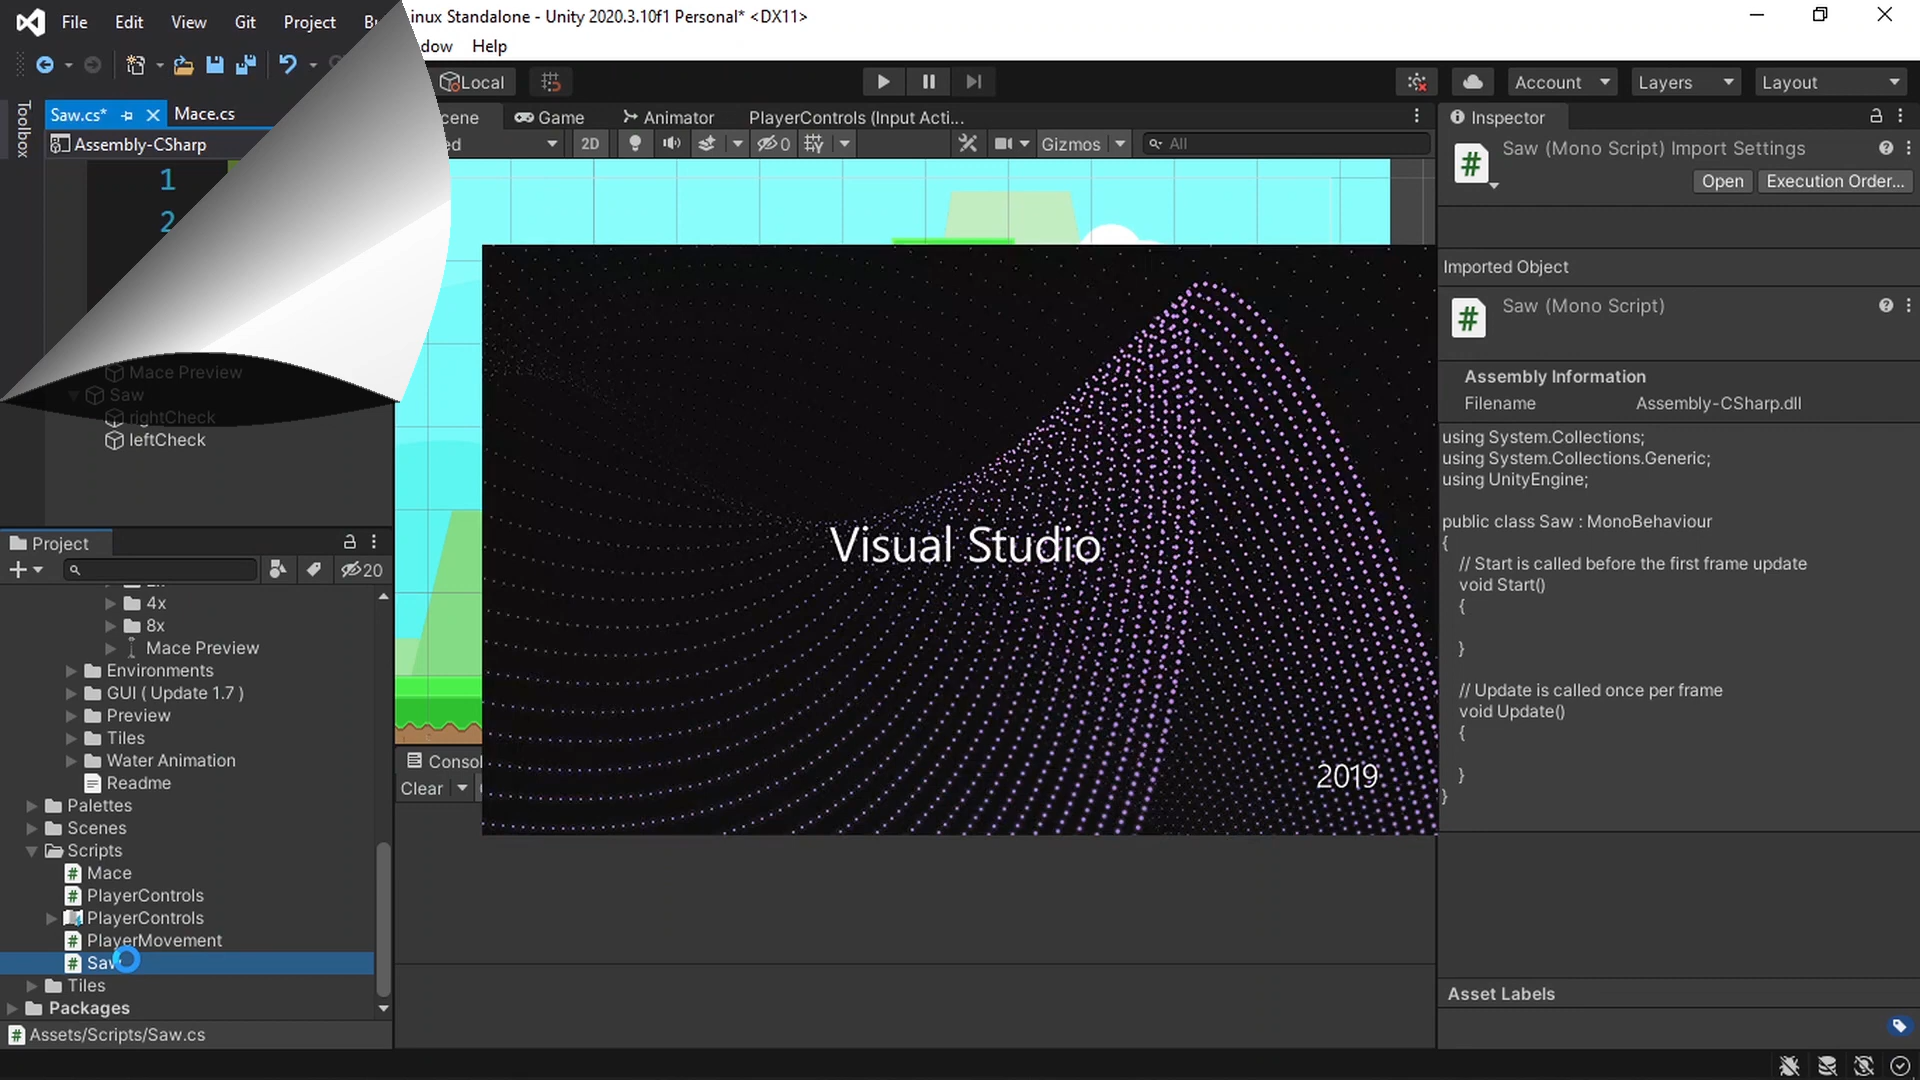 File Edit View Git Project
Saw.cs* Mace.cs
Toolbox
Assembly-CSharp
1
2
inux Standalone - Unity 2020.3.10f1 Personal* <DX11>
dow Help
Local
Account Layers Layout
cene Game Animator PlayerControls (Input Acti...
2D 0 Gizmos All
Mace Preview
Saw
rightCheck
leftCheck
Project
20
4x
8x
Mace Preview
Environments
GUI ( Update 1.7 )
Preview
Tiles
Water Animation
Readme
Palettes
Scenes
Scripts
Mace
PlayerControls
PlayerControls
PlayerMovement
Saw
Tiles
Packages
Assets/Scripts/Saw.cs
Visual Studio
2019
Consol
Clear
Inspector
Saw (Mono Script) Import Settings
Open Execution Order...
Imported Object
Saw (Mono Script)
Assembly Information
Filename Assembly-CSharp.dll
using System.Collections;
using System.Collections.Generic;
using UnityEngine;
public class Saw : MonoBehaviour
{
// Start is called before the first frame update
void Start()
{
}
// Update is called once per frame
void Update()
{
}
}
Asset Labels